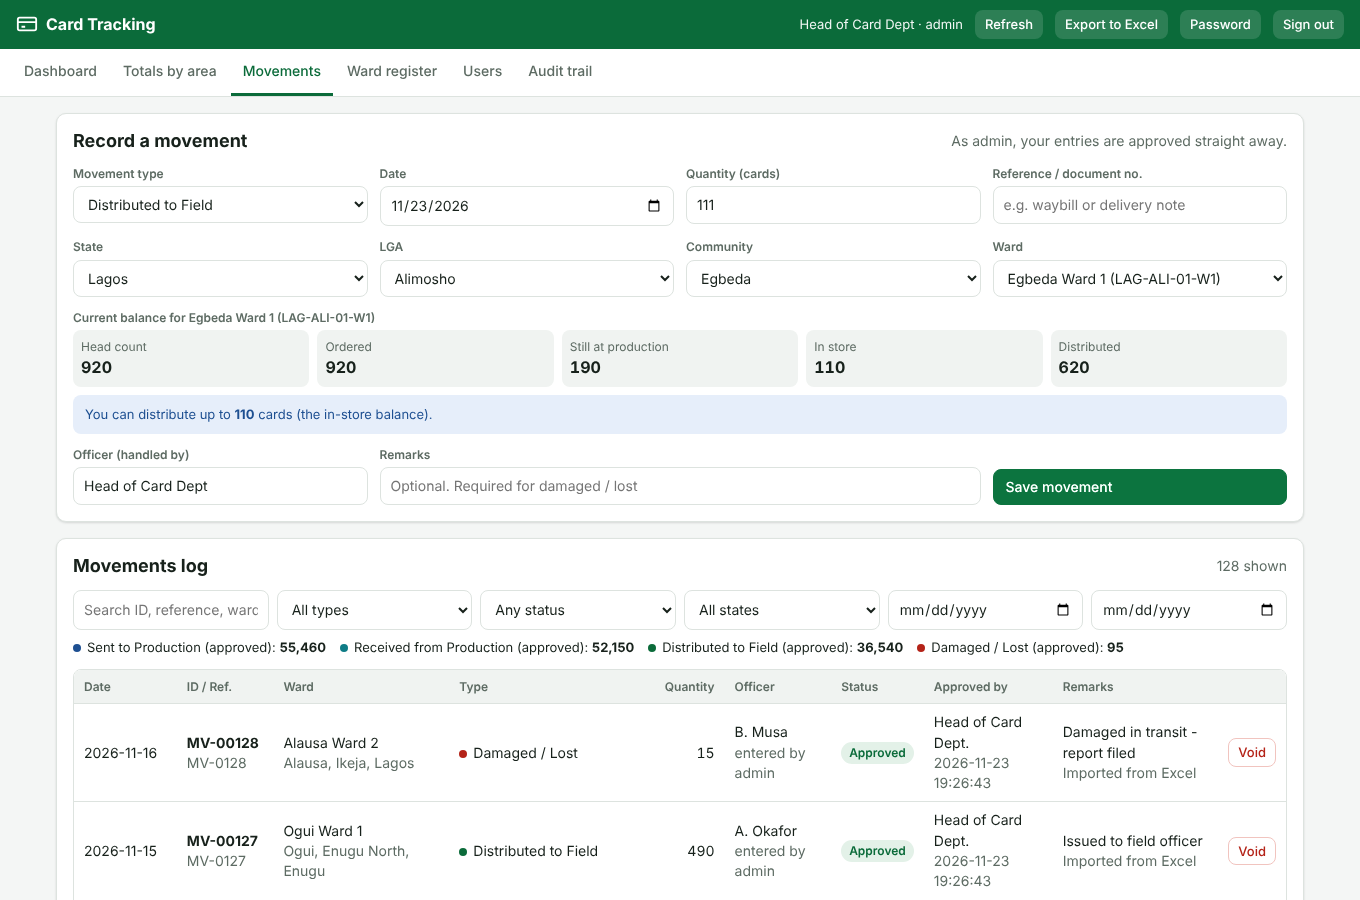 Card Tracking
Head of Card Dept · admin
Refresh
Export to Excel
Password
Sign out
Dashboard
Totals by area
Movements
Ward register
Users
Audit trail
Record a movement
As admin, your entries are approved straight away.
Movement type
Date
Quantity (cards)
Reference / document no.
Distributed to Field
11/23/2026
111
e.g. waybill or delivery note
State
LGA
Community
Ward
Lagos
Alimosho
Egbeda
Egbeda Ward 1 (LAG-ALI-01-W1)
Current balance for Egbeda Ward 1 (LAG-ALI-01-W1)
Head count
920
Ordered
920
Still at production
190
In store
110
Distributed
620
You can distribute up to 110 cards (the in-store balance).
Officer (handled by)
Remarks
Head of Card Dept
Optional. Required for damaged / lost
Save movement
Movements log
128 shown
Search ID, reference, warc
All types
Any status
All states
mm/dd/yyyy
mm/dd/yyyy
Sent to Production (approved): 55,460
Received from Production (approved): 52,150
Distributed to Field (approved): 36,540
Damaged / Lost (approved): 95
Date
ID / Ref.
Ward
Type
Quantity
Officer
Status
Approved by
Remarks
2026-11-16
MV-00128
MV-0128
Alausa Ward 2
Alausa, Ikeja, Lagos
Damaged / Lost
15
B. Musa
entered by
admin
Approved
Head of Card
Dept.
2026-11-23
19:26:43
Damaged in transit -
report filed
Imported from Excel
Void
2026-11-15
MV-00127
MV-0127
Ogui Ward 1
Ogui, Enugu North,
Enugu
Distributed to Field
490
A. Okafor
entered by
admin
Approved
Head of Card
Dept.
2026-11-23
19:26:43
Issued to field officer
Imported from Excel
Void